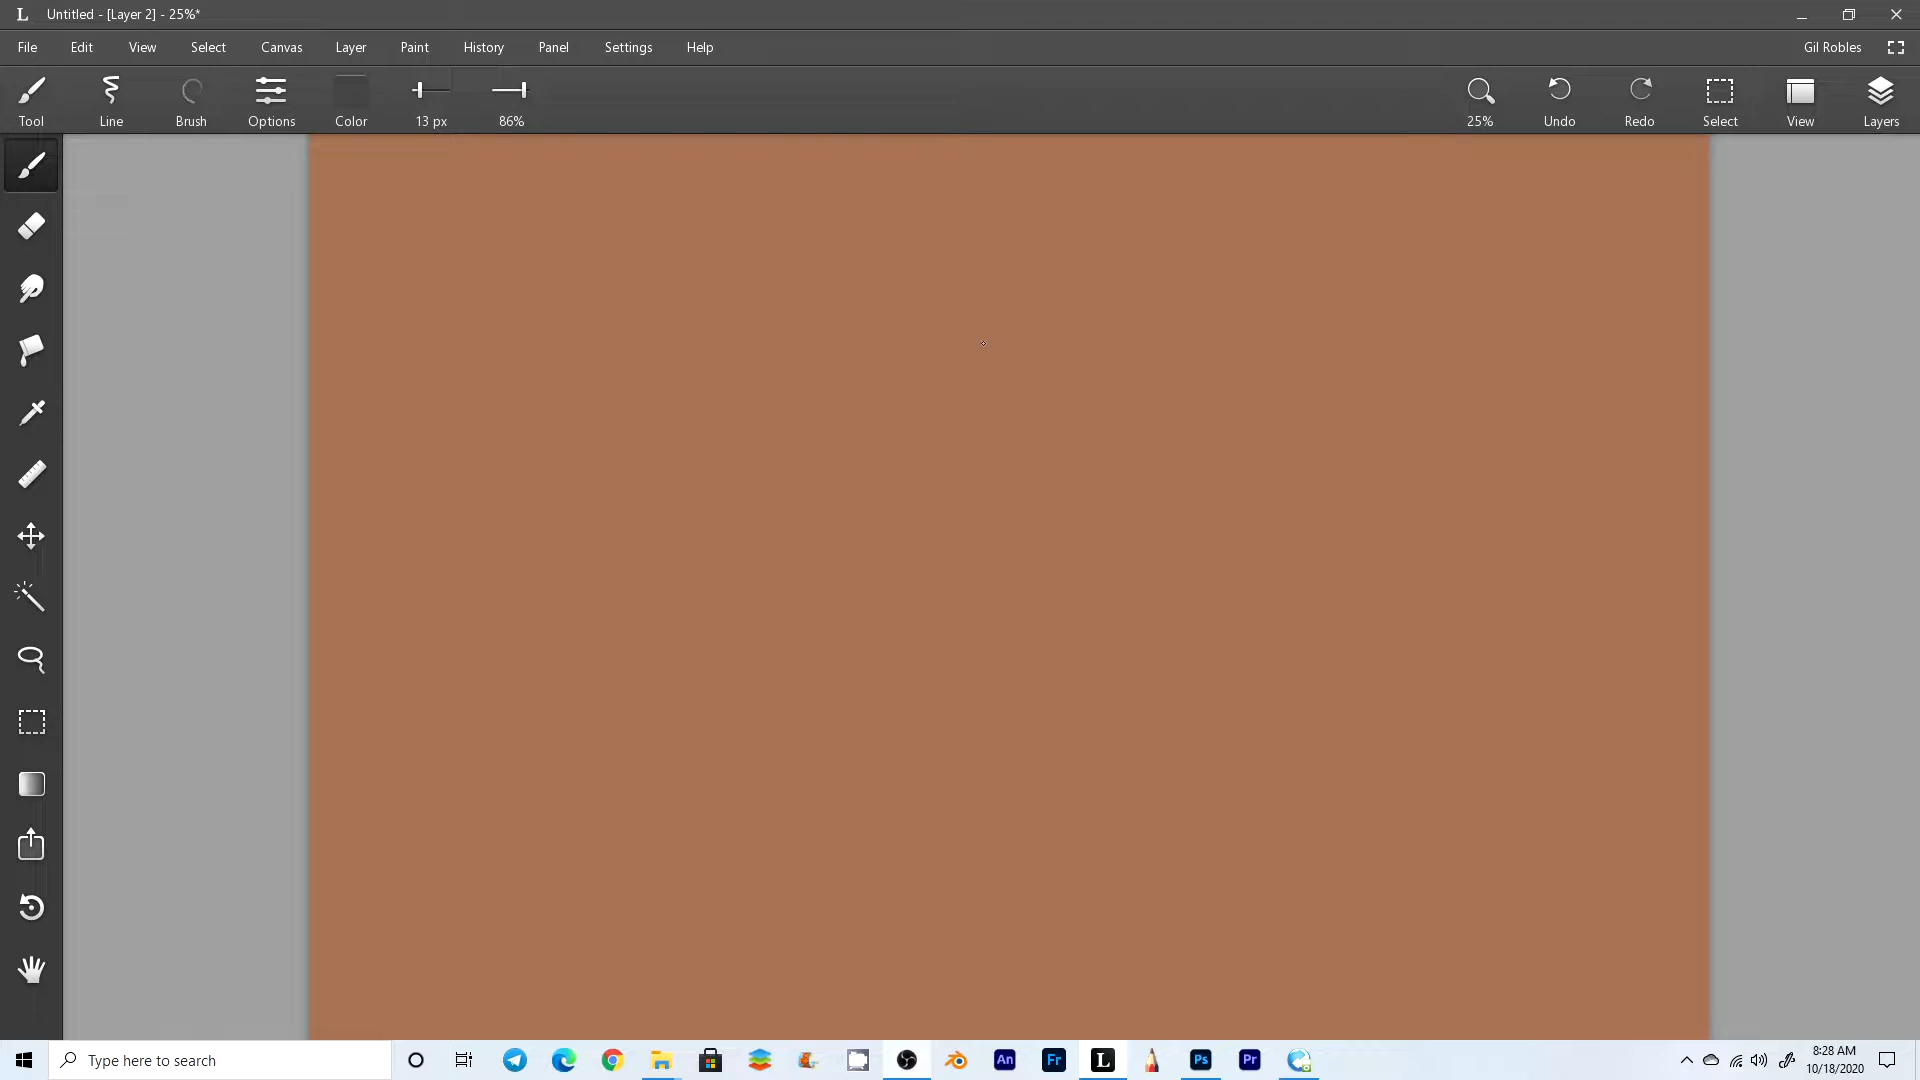 L Untitled - [Layer 2] - 25%*
File Edit View Select Canvas Layer Paint History Panel Settings Help Gil Robles
Tool Line Brush Options Color 13 px 86% 25% Undo Redo Select View Layers
Type here to search
An Fr L Ps Pr
8:28 AM
10/18/2020